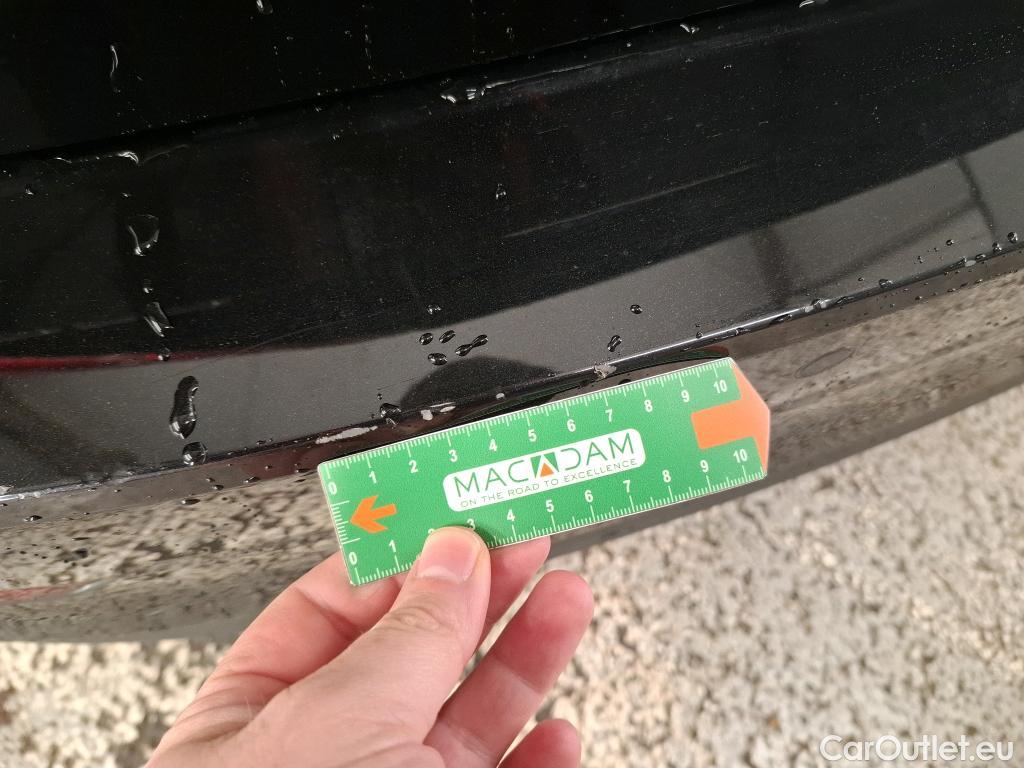 0 1 2 3 4 5 6 7 8 9 10
MACADAM
ON THE ROAD TO EXCELLENCE
0 1 2 3 4 5 6 7 8 9 10
CarOutlet.eu